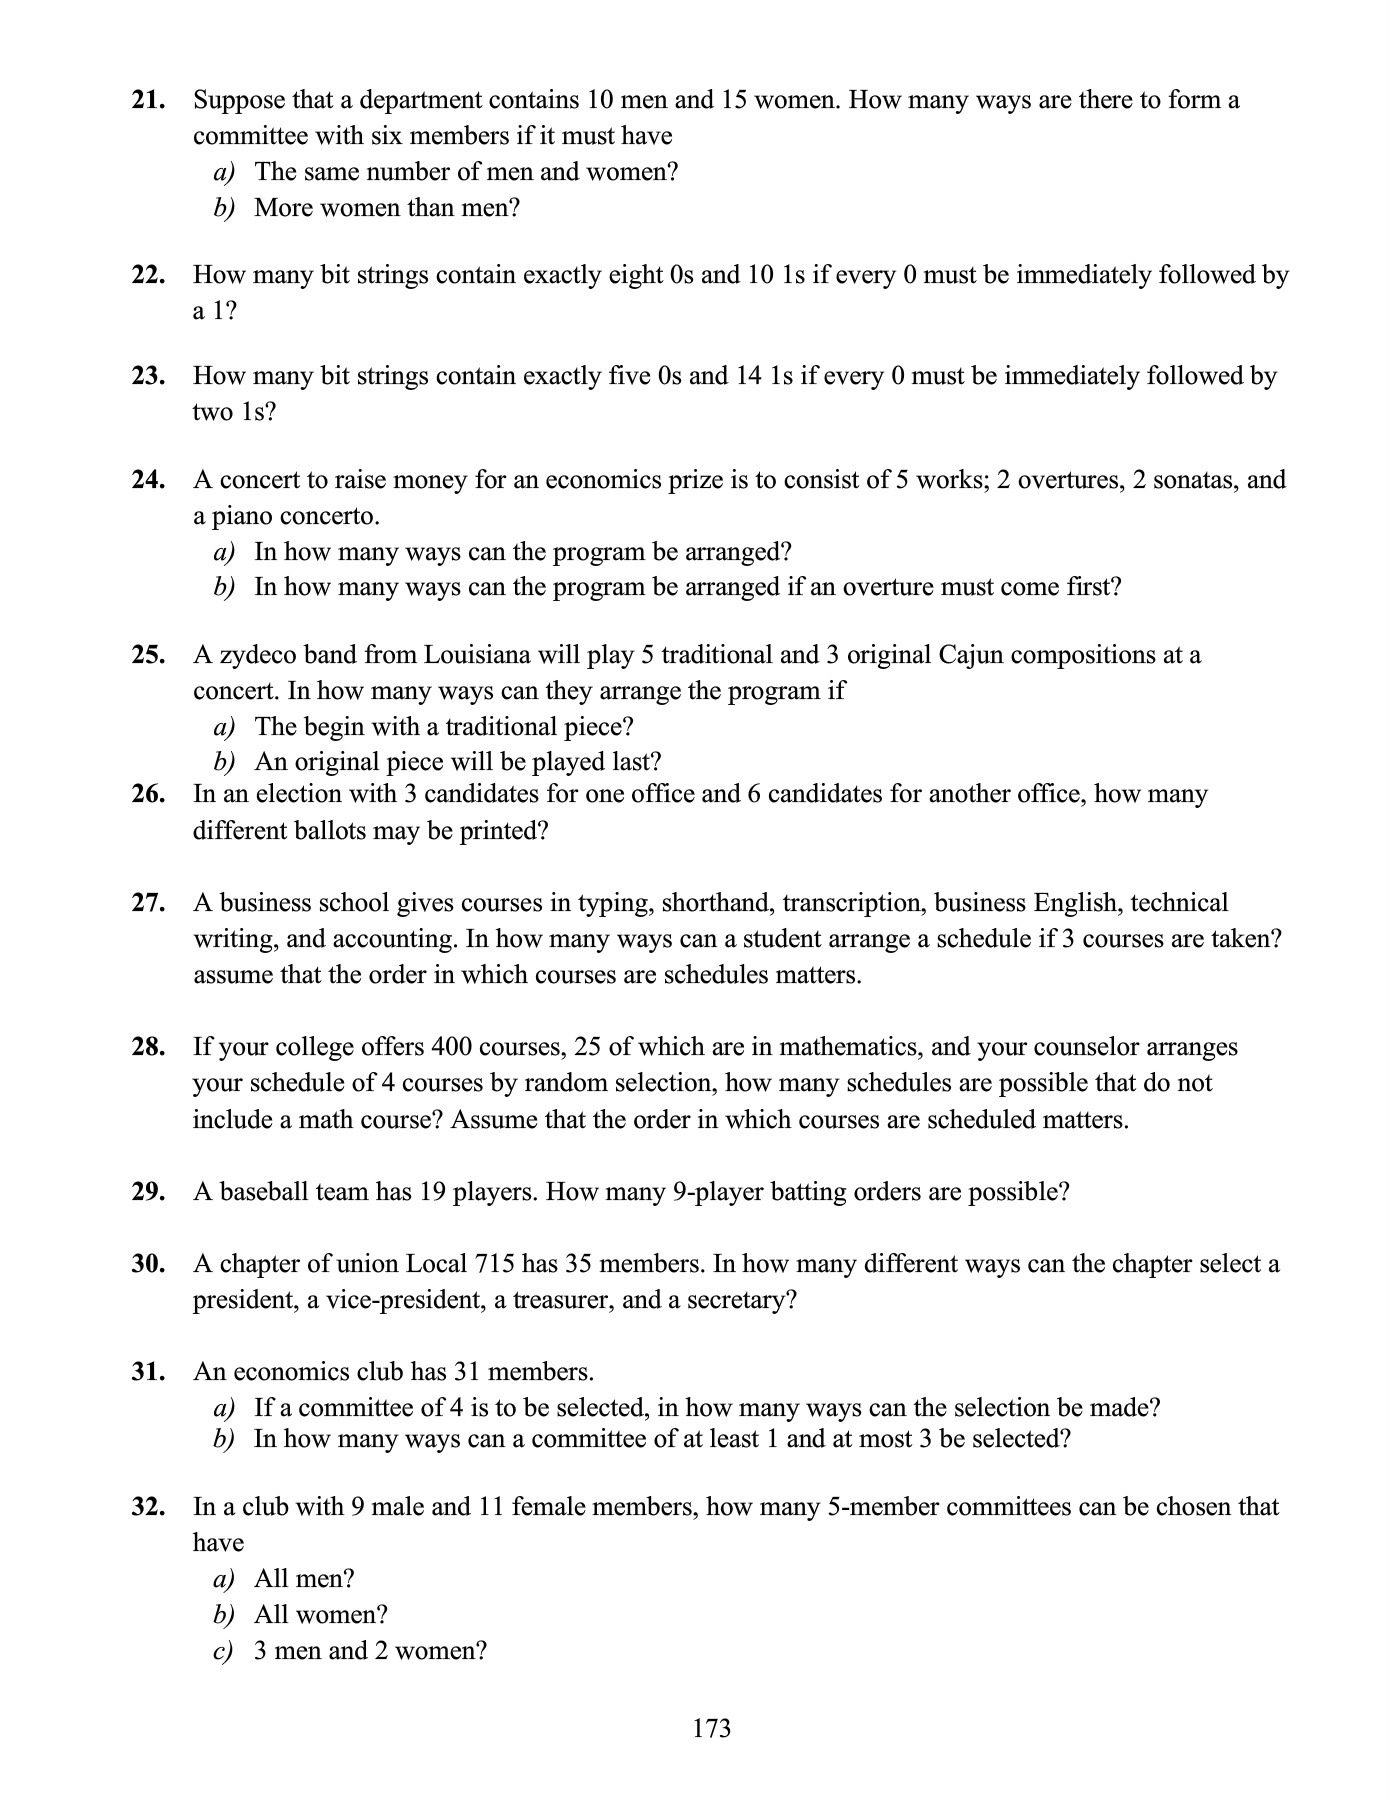 21. Suppose that a department contains 10 men and 15 women. How many ways are there to form a
committee with six members if it must have
a) The same number of men and women?
b) More women than men?
22. How many bit strings contain exactly eight 0s and 10 1s if every 0 must be immediately followed by
a 1?
23. How many bit strings contain exactly five 0s and 14 1s if every 0 must be immediately followed by
two 1s?
24. A concert to raise money for an economics prize is to consist of 5 works; 2 overtures, 2 sonatas, and
a piano concerto.
a) In how many ways can the program be arranged?
b) In how many ways can the program be arranged if an overture must come first?
25. A zydeco band from Louisiana will play 5 traditional and 3 original Cajun compositions at a
concert. In how many ways can they arrange the program if
a) The begin with a traditional piece?
b) An original piece will be played last?
26. In an election with 3 candidates for one office and 6 candidates for another office, how many
different ballots may be printed?
27. A business school gives courses in typing, shorthand, transcription, business English, technical
writing, and accounting. In how many ways can a student arrange a schedule if 3 courses are taken?
assume that the order in which courses are schedules matters.
28. If your college offers 400 courses, 25 of which are in mathematics, and your counselor arranges
your schedule of 4 courses by random selection, how many schedules are possible that do not
include a math course? Assume that the order in which courses are scheduled matters.
29. A baseball team has 19 players. How many 9-player batting orders are possible?
30. A chapter of union Local 715 has 35 members. In how many different ways can the chapter select a
president, a vice-president, a treasurer, and a secretary?
31. An economics club has 31 members.
a) If a committee of 4 is to be selected, in how many ways can the selection be made?
b) In how many ways can a committee of at least 1 and at most 3 be selected?
32. In a club with 9 male and 11 female members, how many 5-member committees can be chosen that
have
a) All men?
b) All women?
c) 3 men and 2 women?
173